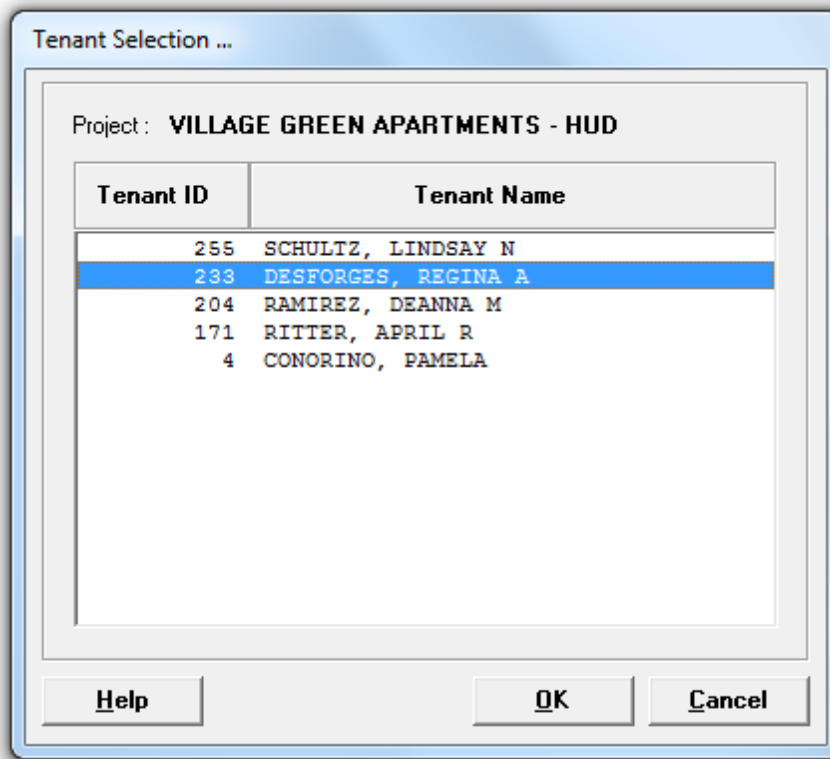 Tenant Selection ...
Project : VILLAGE GREEN APARTMENTS - HUD
Tenant ID Tenant Name
255 SCHULTZ, LINDSAY N
233 DESFORGES, REGINA A
204 RAMIREZ, DEANNA M
171 RITTER, APRIL R
4 CONORINO, PAMELA
Help OK Cancel